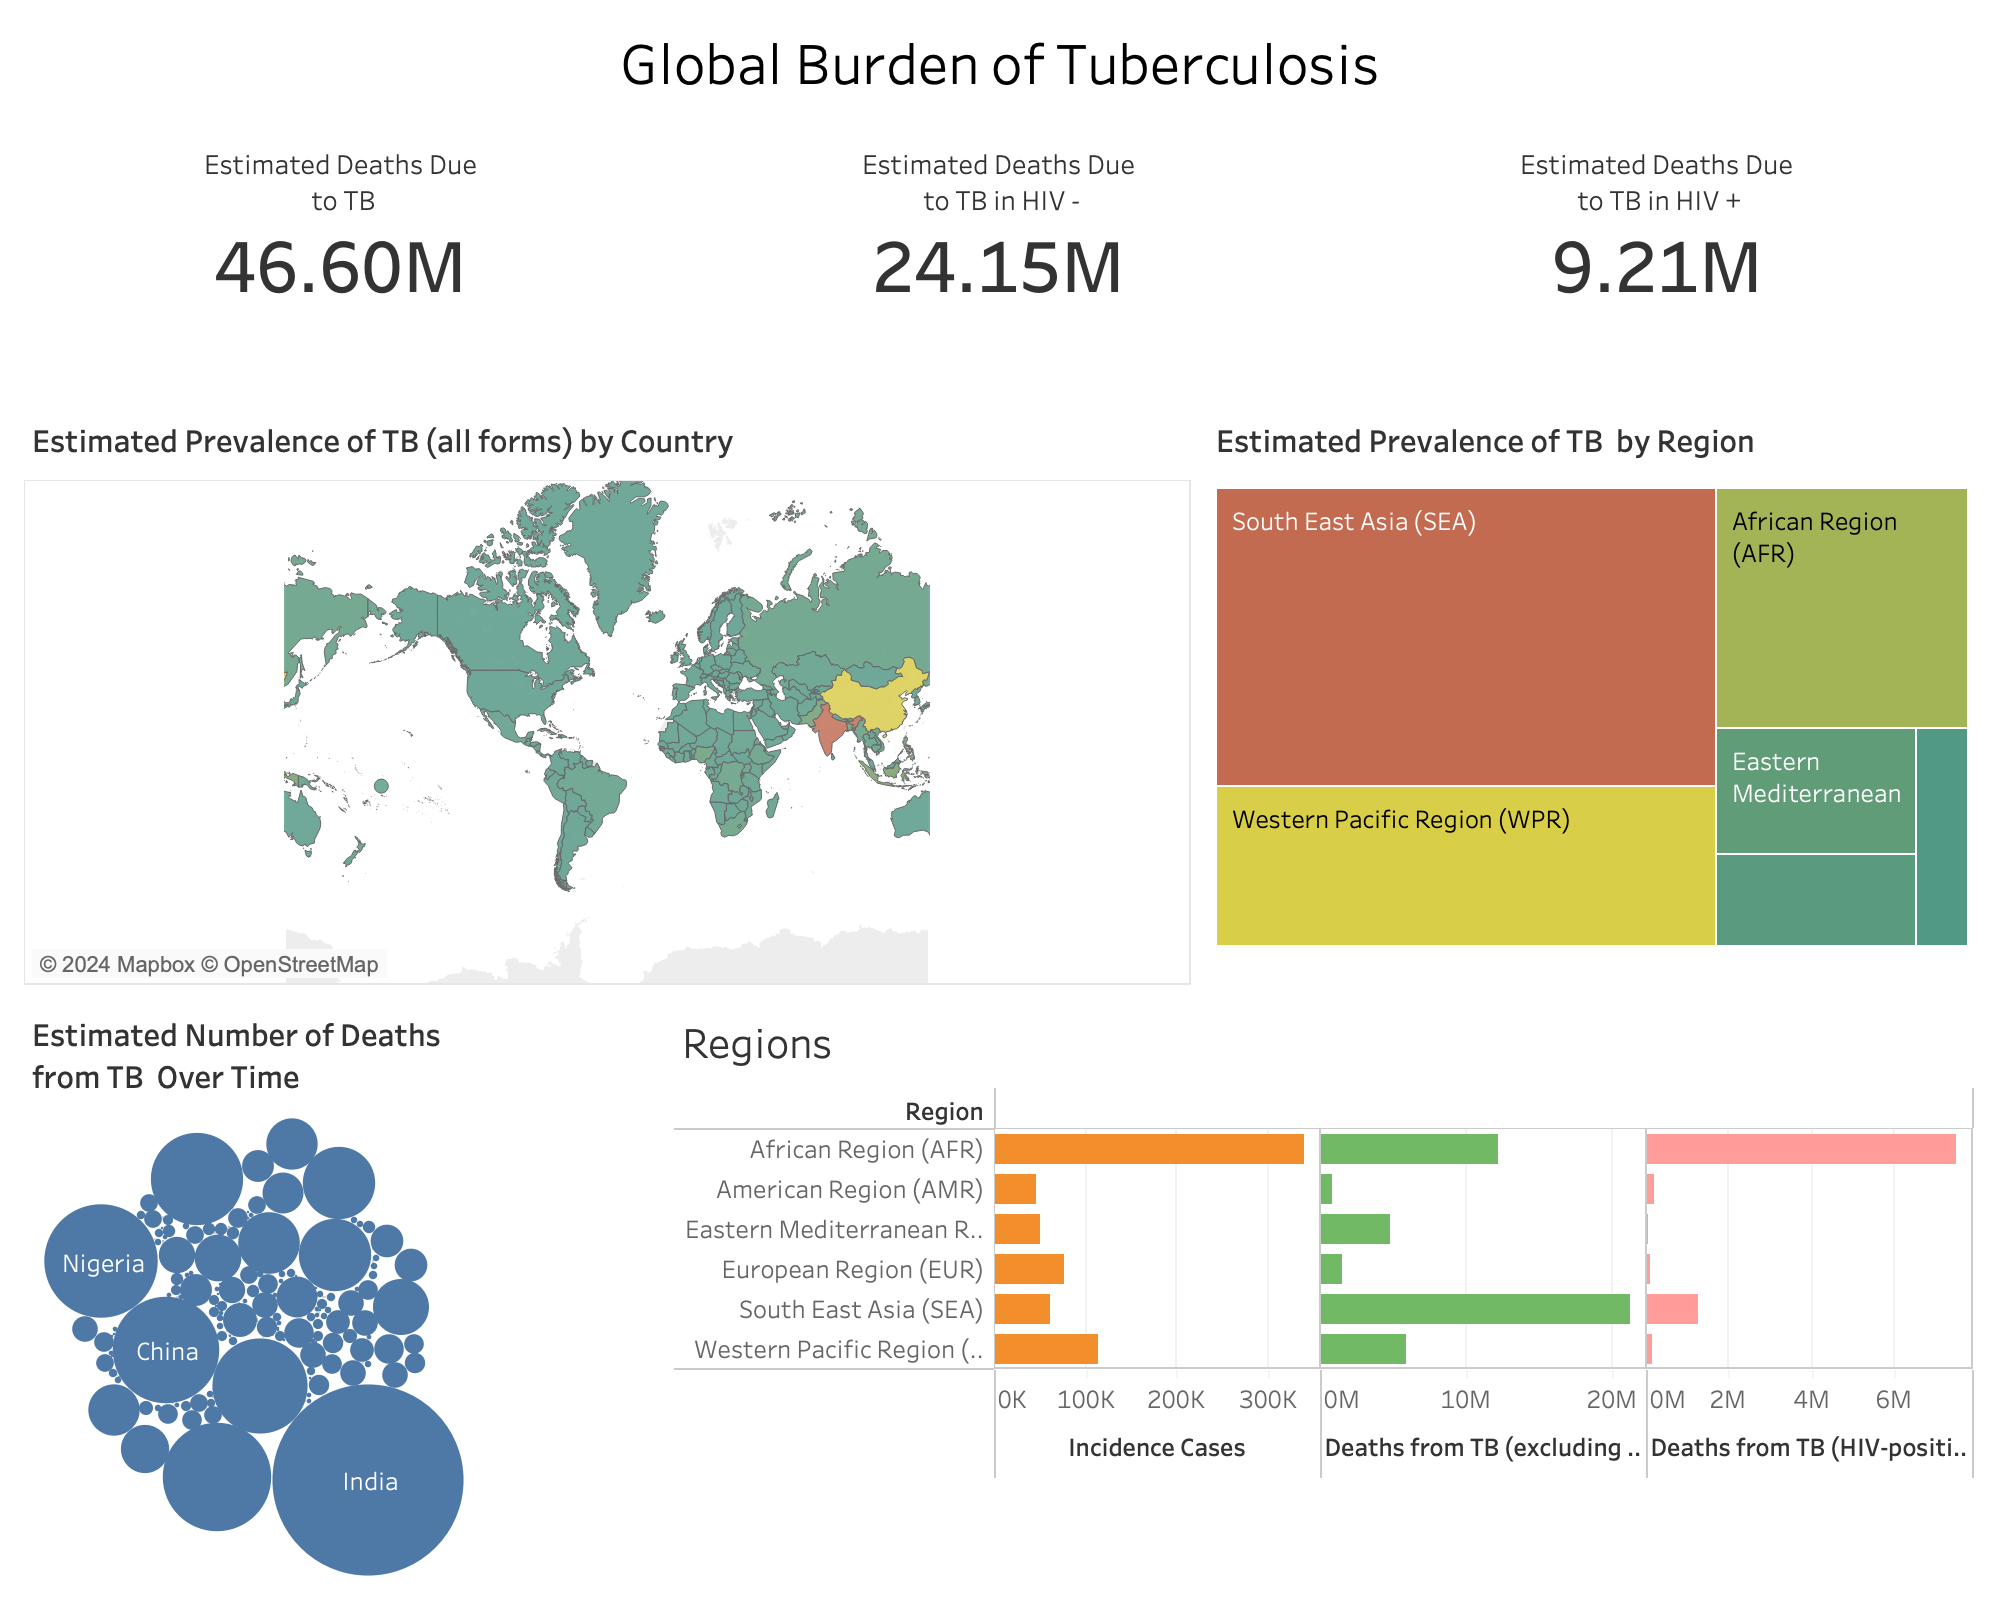 Global Burden of Tuberculosis
Estimated Deaths Due
to TB
46.60M
Estimated Deaths Due
to TB in HIV -
24.15M
Estimated Deaths Due
to TB in HIV +
9.21M
Estimated Prevalence of TB (all forms) by Country
© 2024 Mapbox © OpenStreetMap
Estimated Prevalence of TB  by Region
South East Asia (SEA)
African Region
(AFR)
Eastern
Mediterranean
Western Pacific Region (WPR)
Estimated Number of Deaths
from TB  Over Time
Nigeria
China
India
Regions
Region
African Region (AFR)
American Region (AMR)
Eastern Mediterranean R..
European Region (EUR)
South East Asia (SEA)
Western Pacific Region (..
0K 100K 200K 300K
0M 10M 20M
0M 2M 4M 6M
Incidence Cases
Deaths from TB (excluding ..
Deaths from TB (HIV-positi..